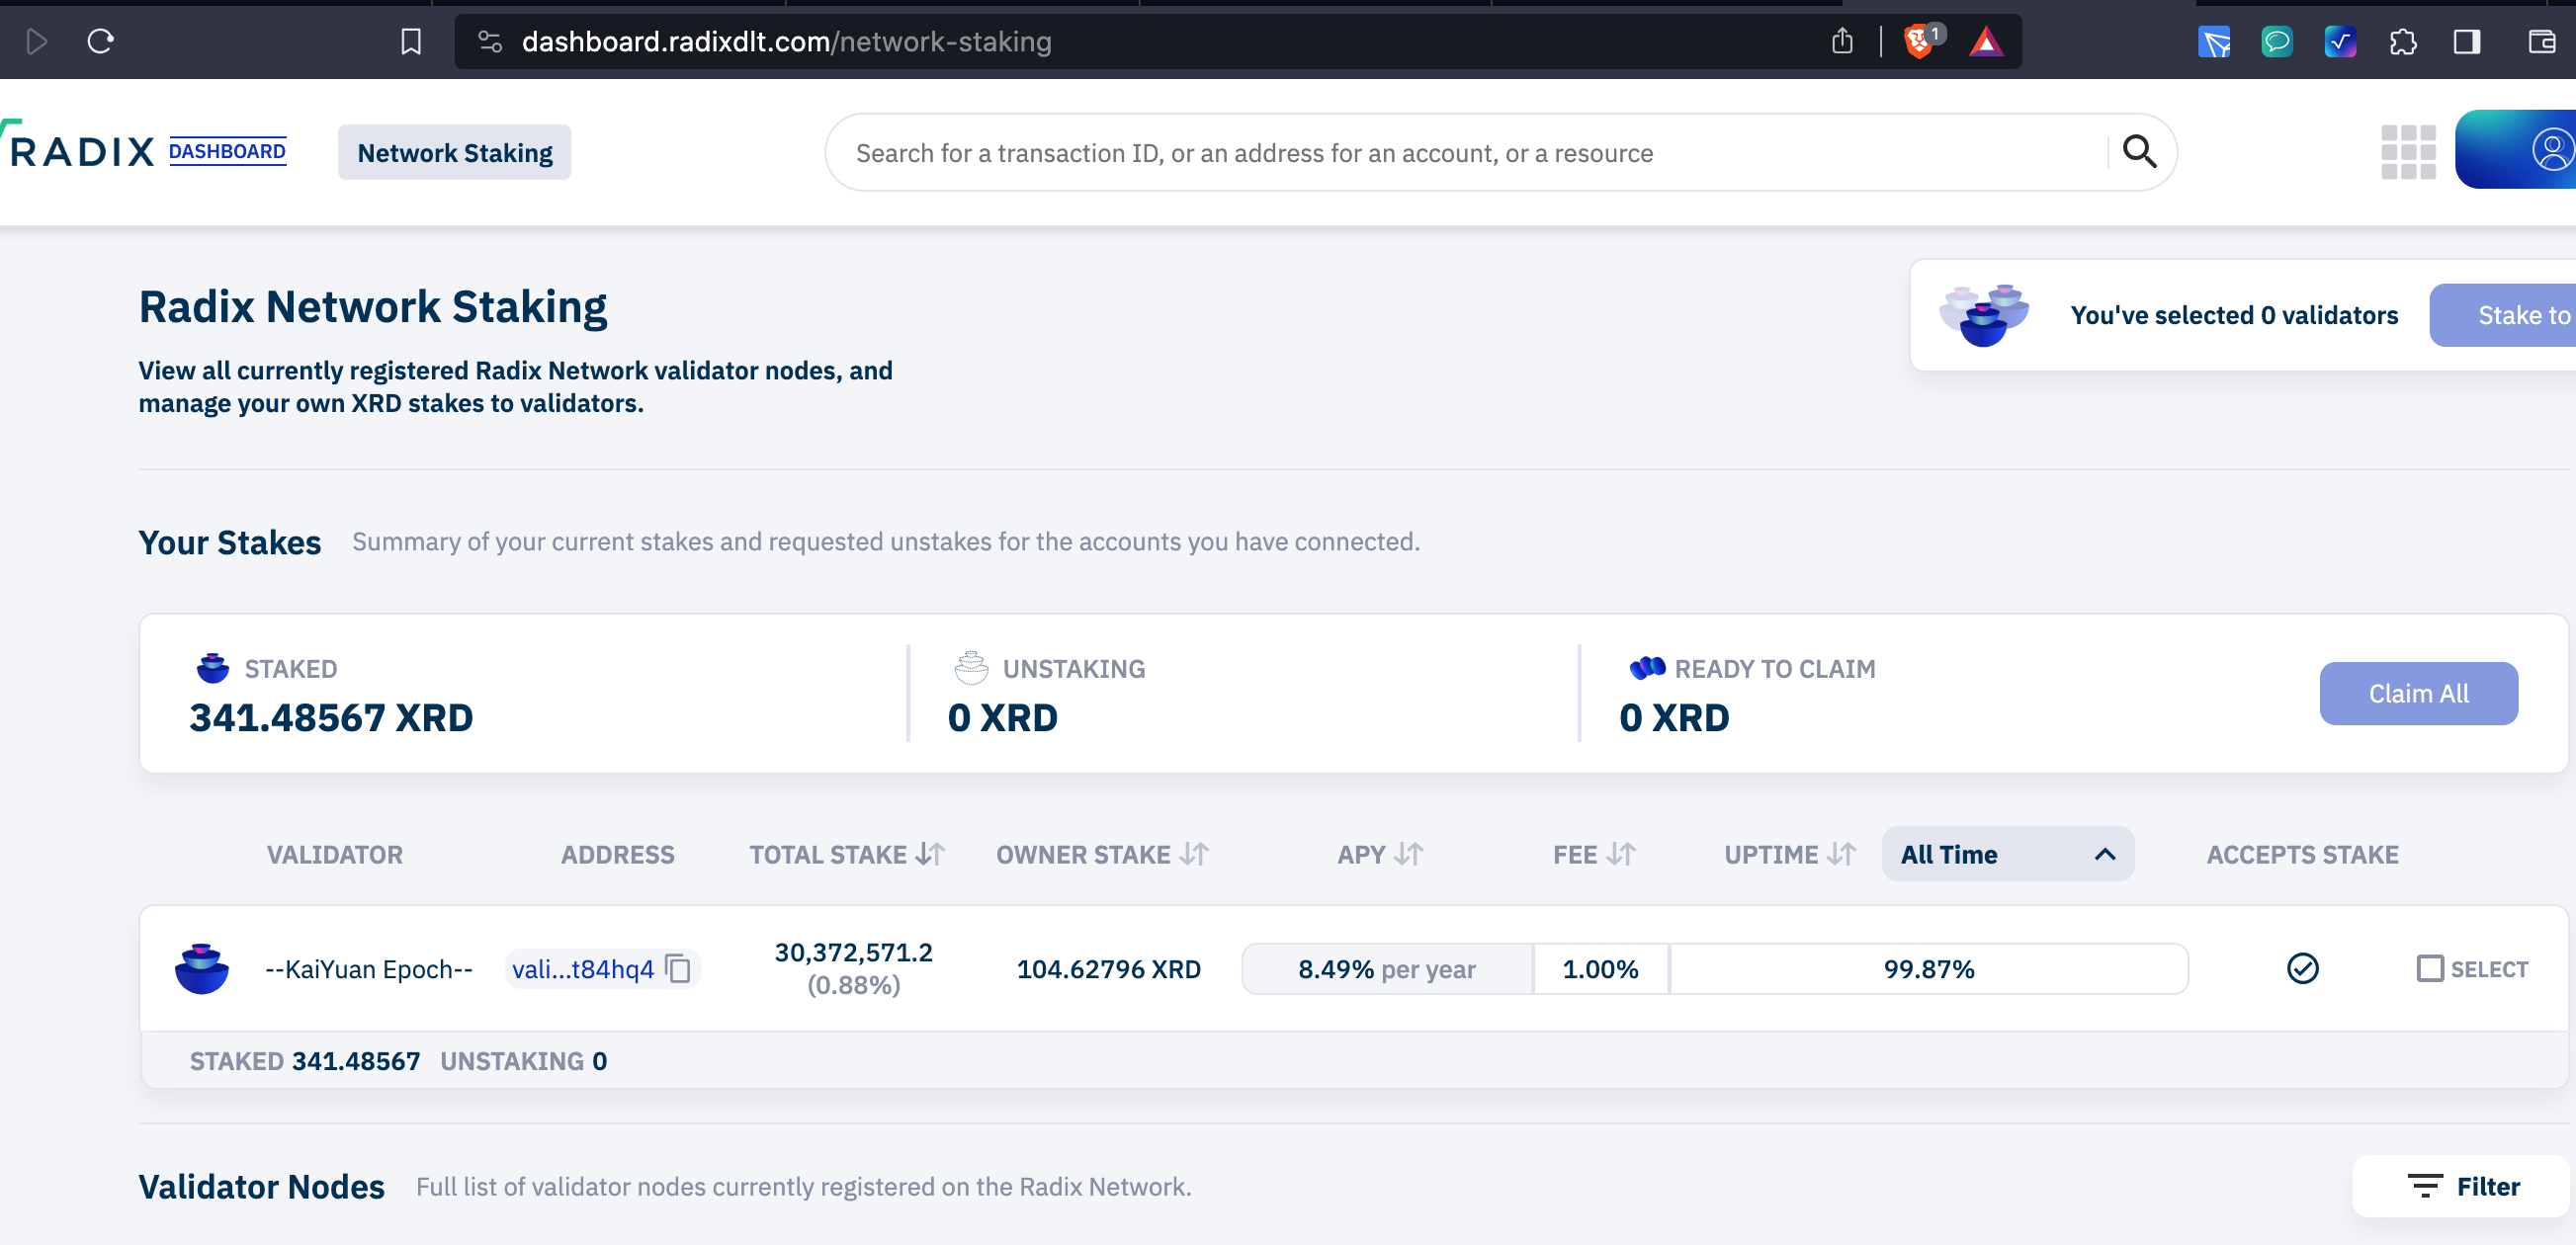 dashboard.radixdlt.com/network-staking
1
RADIX DASHBOARD
Network Staking
Search for a transaction ID, or an address for an account, or a resource
Radix Network Staking
You've selected 0 validators
Stake to
View all currently registered Radix Network validator nodes, and
manage your own XRD stakes to validators.
Your Stakes
Summary of your current stakes and requested unstakes for the accounts you have connected.
STAKED
341.48567 XRD
UNSTAKING
0 XRD
READY TO CLAIM
0 XRD
Claim All
VALIDATOR ADDRESS TOTAL STAKE OWNER STAKE APY FEE UPTIME All Time ACCEPTS STAKE
--KaiYuan Epoch-- vali...t84hq4 30,372,571.2 (0.88%) 104.62796 XRD 8.49% per year 1.00% 99.87% SELECT
STAKED 341.48567 UNSTAKING 0
Validator Nodes
Full list of validator nodes currently registered on the Radix Network.
Filter